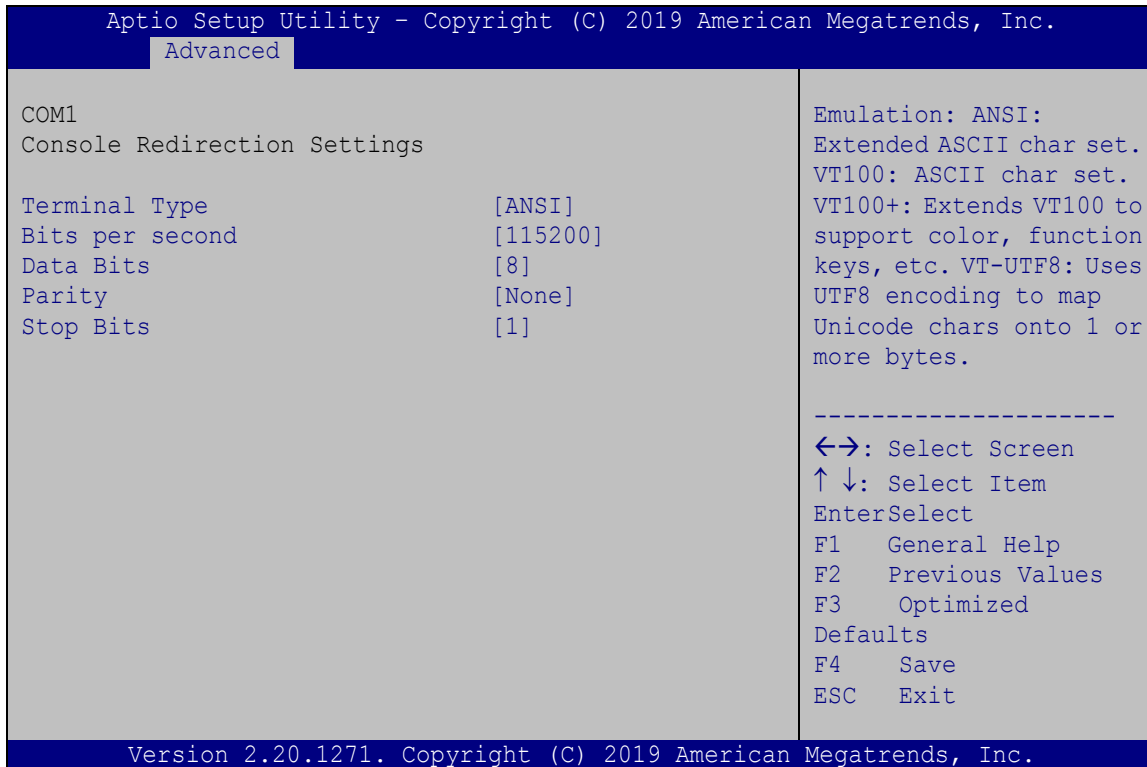 Aptio Setup Utility – Copyright (C) 2019 American Megatrends, Inc.
Advanced
COM1
Console Redirection Settings
Terminal Type [ANSI]
Bits per second [115200]
Data Bits [8]
Parity [None]
Stop Bits [1]
Emulation: ANSI:
Extended ASCII char set.
VT100: ASCII char set.
VT100+: Extends VT100 to
support color, function
keys, etc. VT-UTF8: Uses
UTF8 encoding to map
Unicode chars onto 1 or
more bytes.
---------------------
←→: Select Screen
↑ ↓: Select Item
EnterSelect
F1 General Help
F2 Previous Values
F3 Optimized
Defaults
F4 Save
ESC Exit
Version 2.20.1271. Copyright (C) 2019 American Megatrends, Inc.